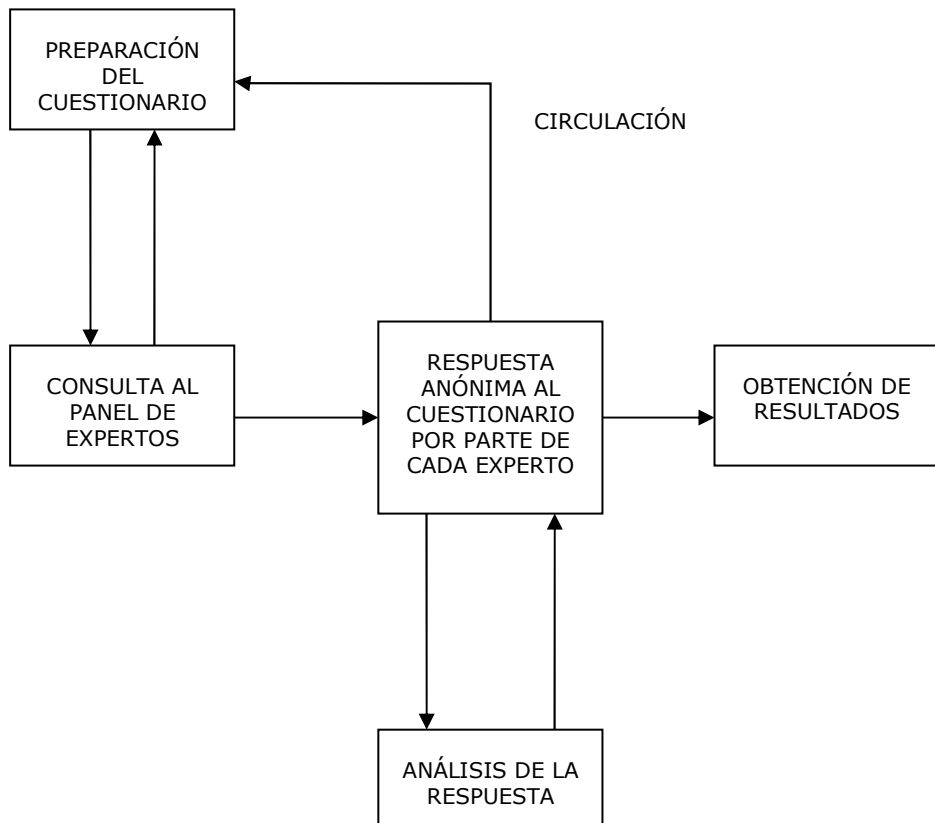 PREPARACIÓN
DEL
CUESTIONARIO
CIRCULACIÓN
CONSULTA AL
PANEL DE
EXPERTOS
RESPUESTA
ANÓNIMA AL
CUESTIONARIO
POR PARTE DE
CADA EXPERTO
OBTENCIÓN DE
RESULTADOS
ANÁLISIS DE LA
RESPUESTA